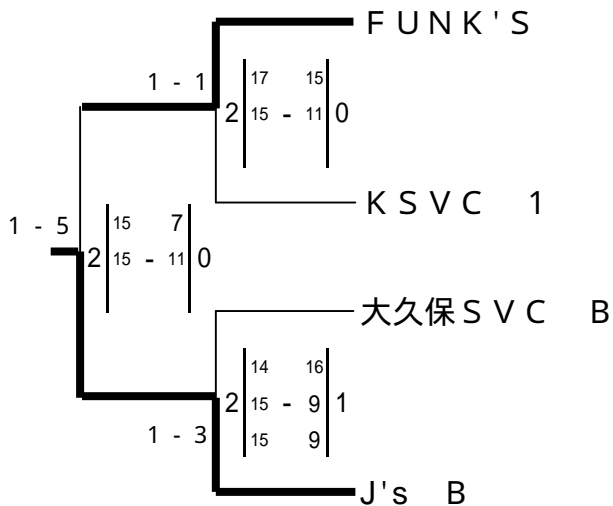 FUNK'S
1 - 1
17 15
2 15 - 11 0
KSVC 1
1 - 5
15 7
2 15 - 11 0
大久保SVC B
14 16
2 15 - 9 1
15 9
1 - 3
J's B